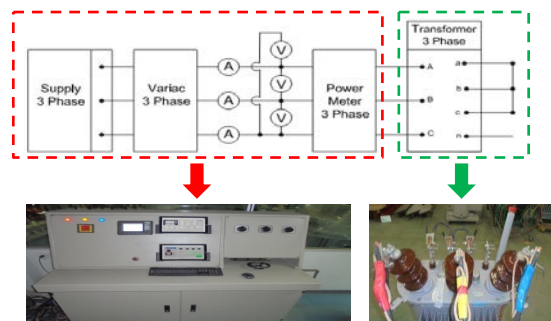 Supply
3 Phase
Variac
3 Phase
A
A
A
V
V
V
Power
Meter
3 Phase
Transformer
3 Phase
A
B
C
a
b
c
n